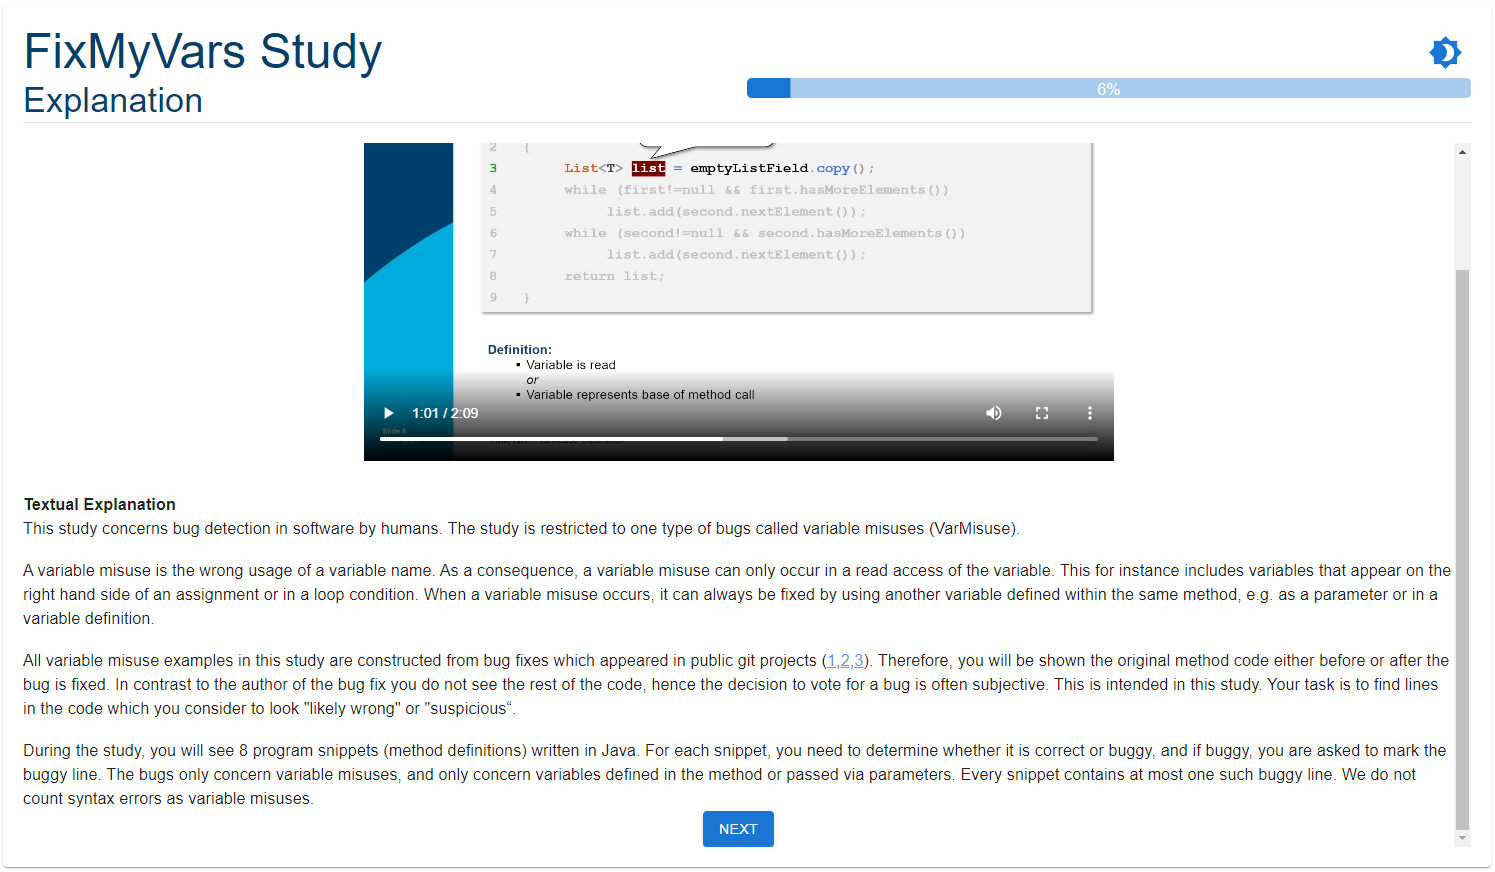 FixMyVars Study
Explanation
6%
2 {
3 List<T> list = emptyListField.copy();
4 while (first!=null && first.hasMoreElements())
5 list.add(second.nextElement());
6 while (second!=null && second.hasMoreElements())
7 list.add(second.nextElement());
8 return list;
9 }
Definition:
▪ Variable is read
or
▪ Variable represents base of method call
1:01 / 2:09
Slide 8
Textual Explanation
This study concerns bug detection in software by humans. The study is restricted to one type of bugs called variable misuses (VarMisuse).
A variable misuse is the wrong usage of a variable name. As a consequence, a variable misuse can only occur in a read access of the variable. This for instance includes variables that appear on the
right hand side of an assignment or in a loop condition. When a variable misuse occurs, it can always be fixed by using another variable defined within the same method, e.g. as a parameter or in a
variable definition.
All variable misuse examples in this study are constructed from bug fixes which appeared in public git projects (1,2,3). Therefore, you will be shown the original method code either before or after the
bug is fixed. In contrast to the author of the bug fix you do not see the rest of the code, hence the decision to vote for a bug is often subjective. This is intended in this study. Your task is to find lines
in the code which you consider to look "likely wrong" or "suspicious“.
During the study, you will see 8 program snippets (method definitions) written in Java. For each snippet, you need to determine whether it is correct or buggy, and if buggy, you are asked to mark the
buggy line. The bugs only concern variable misuses, and only concern variables defined in the method or passed via parameters. Every snippet contains at most one such buggy line. We do not
count syntax errors as variable misuses.
NEXT